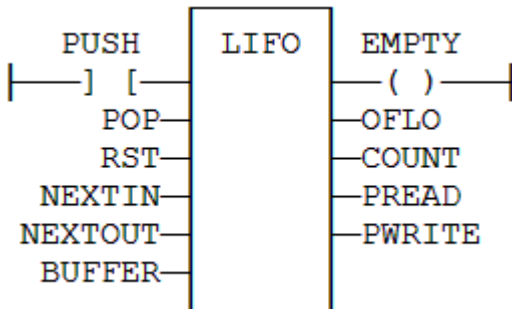 PUSH LIFO EMPTY
] [ ( )
POP OFLO
RST COUNT
NEXTIN PREAD
NEXTOUT PWRITE
BUFFER